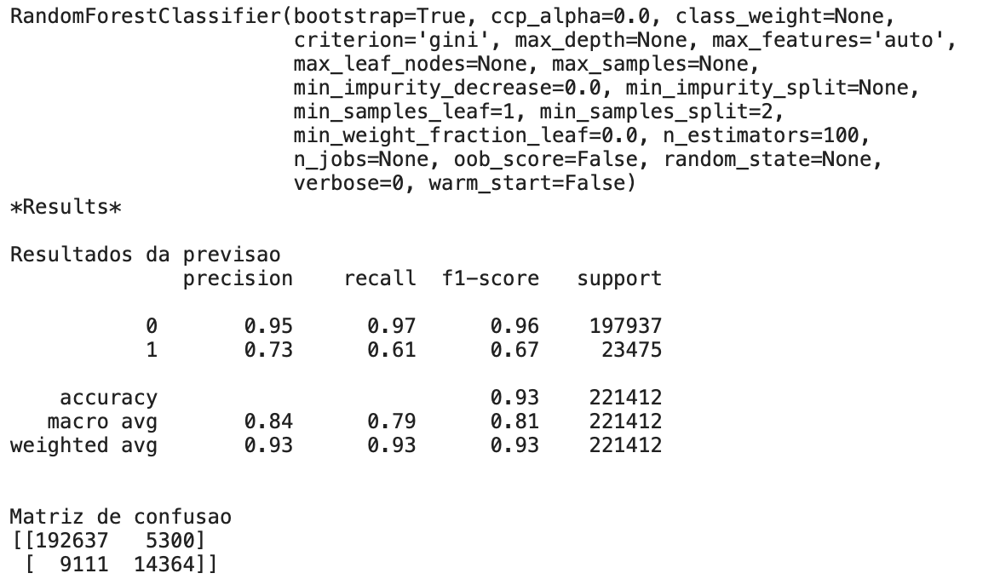 RandomForestClassifier(bootstrap=True, ccp_alpha=0.0, class_weight=None,
                       criterion='gini', max_depth=None, max_features='auto',
                       max_leaf_nodes=None, max_samples=None,
                       min_impurity_decrease=0.0, min_impurity_split=None,
                       min_samples_leaf=1, min_samples_split=2,
                       min_weight_fraction_leaf=0.0, n_estimators=100,
                       n_jobs=None, oob_score=False, random_state=None,
                       verbose=0, warm_start=False)
*Results*
Resultados da previsao
              precision    recall  f1-score   support
           0       0.95      0.97      0.96    197937
           1       0.73      0.61      0.67     23475
    accuracy                           0.93    221412
   macro avg       0.84      0.79      0.81    221412
weighted avg       0.93      0.93      0.93    221412
Matriz de confusao
[[192637   5300]
 [  9111  14364]]